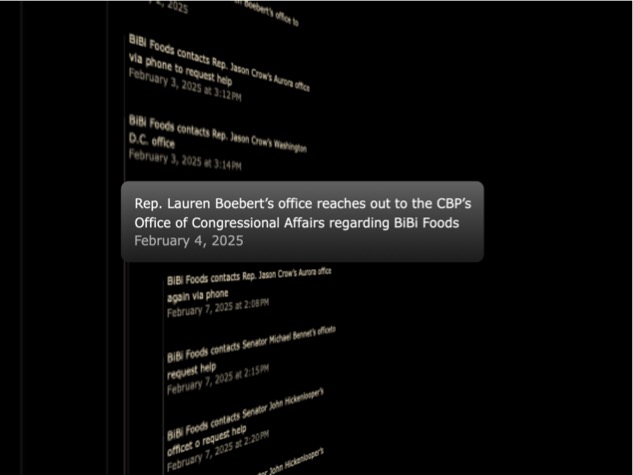 2, 2025
Boebert's office to
BiBi Foods contacts Rep. Jason Crow's Aurora office
via phone to request help
February 3, 2025 at 3:12PM
BiBi Foods contacts Rep. Jason Crow's Washington
D.C. office
February 3, 2025 at 3:14PM
Rep. Lauren Boebert's office reaches out to the CBP's
Office of Congressional Affairs regarding BiBi Foods
February 4, 2025
BiBi Foods contacts Rep. Jason Crow's Aurora office
again via phone
February 7, 2025 at 2:08PM
BiBi Foods contacts Senator Michael Bennet's officeto
request help
February 7, 2025 at 2:15PM
BiBi Foods contacts Senator John Hickenlooper's
officet o request help
February 7, 2025 at 2:20PM
John Hickenlooper's